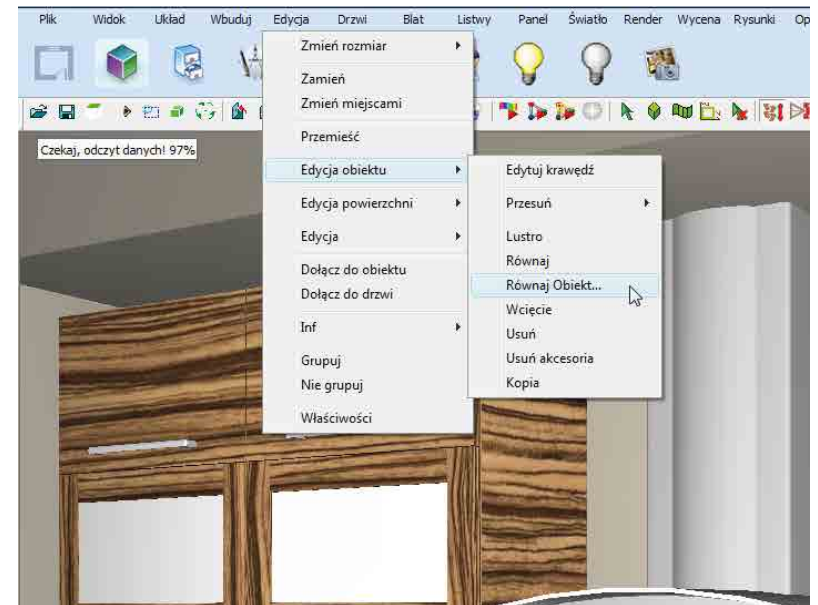 Plik Widok Układ Wbuduj Edycja Drzwi Blat Listwy Panel Światło Render Wycena Rysunki Op
Czekaj, odczyt danych! 97%
Zmień rozmiar
Zamień
Zmień miejscami
Przemieść
Edycja obiektu
Edycja powierzchni
Edycja
Dołącz do obiektu
Dołącz do drzwi
Inf
Grupuj
Nie grupuj
Właściwości
Edytuj krawędź
Przesuń
Lustro
Równaj
Równaj Obiekt...
Wcięcie
Usuń
Usuń akcesoria
Kopia